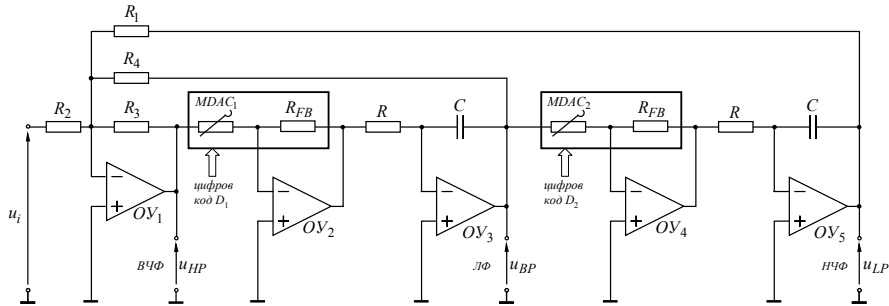 R1
R4
R2
R3
MDAC1
RFB
R
C
MDAC2
RFB
R
C
цифров
код D1
цифров
код D2
−
+
ОУ1
−
+
ОУ2
−
+
ОУ3
−
+
ОУ4
−
+
ОУ5
ui
ВЧФ
uHP
ЛФ
uBP
НЧФ
uLP